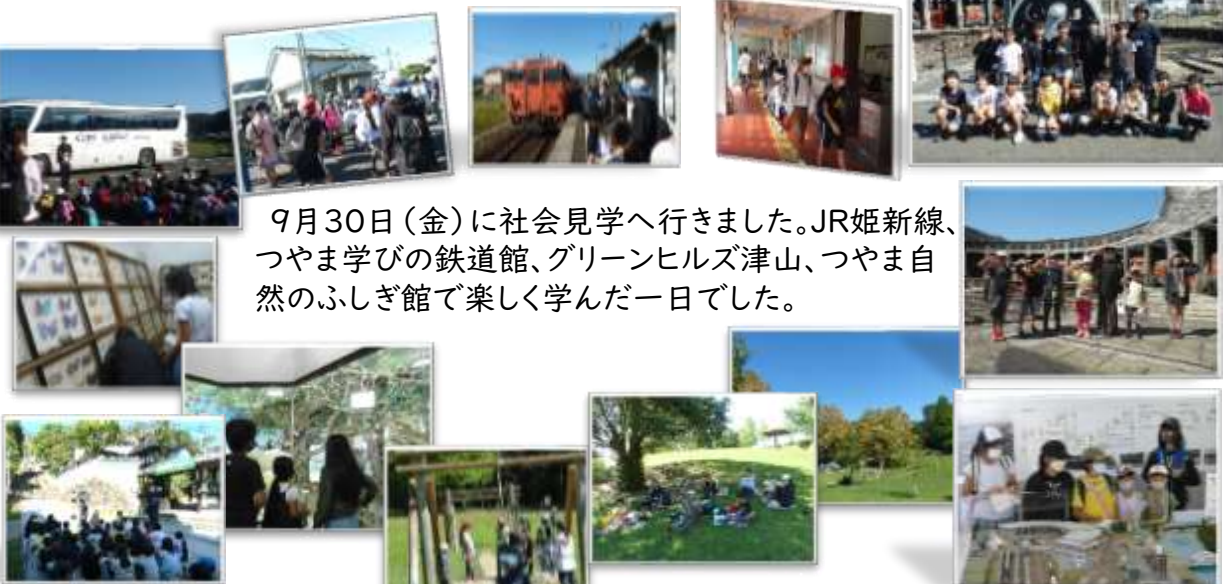 9月30日（金）に社会見学へ行きました。JR姫新線、
つやま学びの鉄道館、グリーンヒルズ津山、つやま自
然のふしぎ館で楽しく学んだ一日でした。